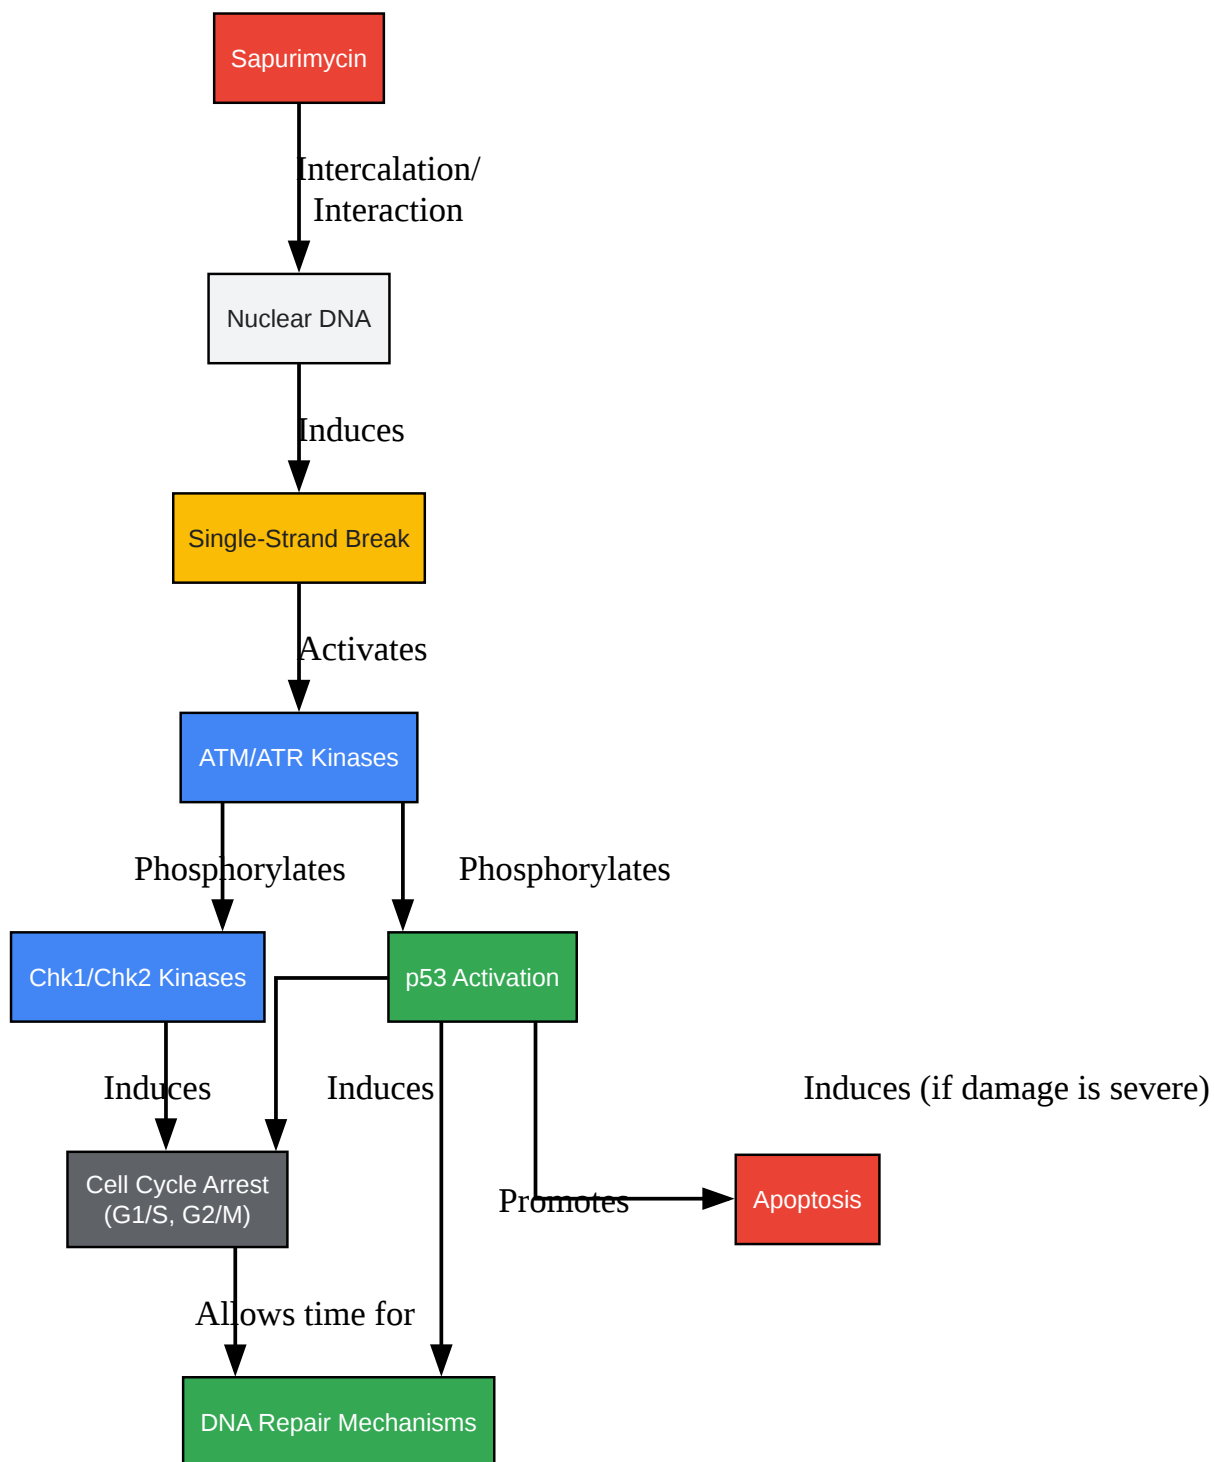 Sapurimycin
Intercalation/
Interaction
Nuclear DNA
Induces
Single-Strand Break
Activates
ATM/ATR Kinases
Phosphorylates
Phosphorylates
Chk1/Chk2 Kinases
p53 Activation
Induces
Induces
Induces (if damage is severe)
Cell Cycle Arrest
(G1/S, G2/M)
Promotes
Apoptosis
Allows time for
DNA Repair Mechanisms